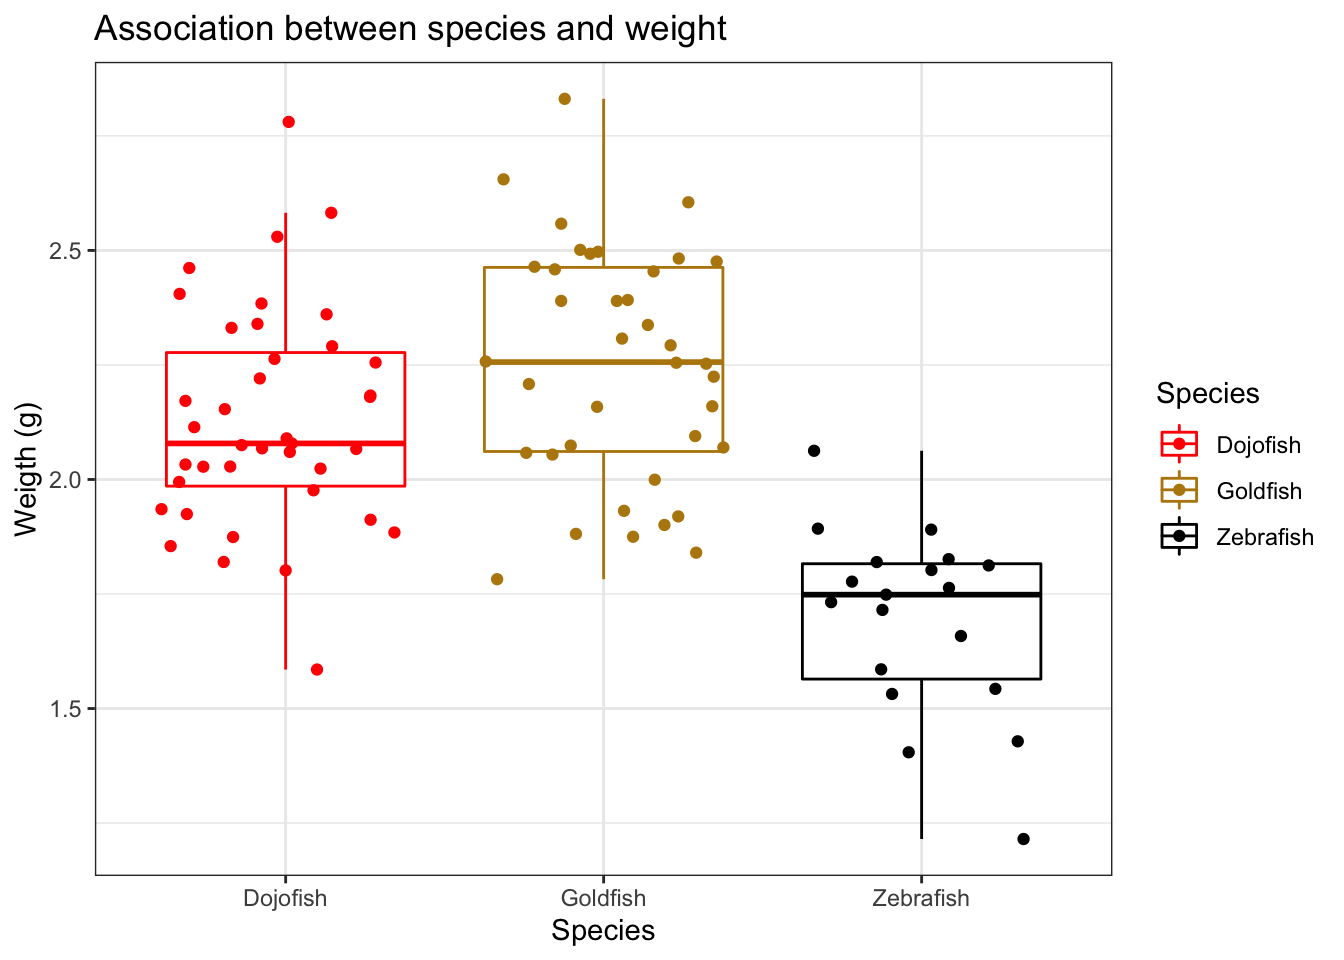 Association between species and weight
Weigth (g)
2.5
2.0
1.5
Dojofish
Goldfish
Zebrafish
Species
Species
Dojofish
Goldfish
Zebrafish